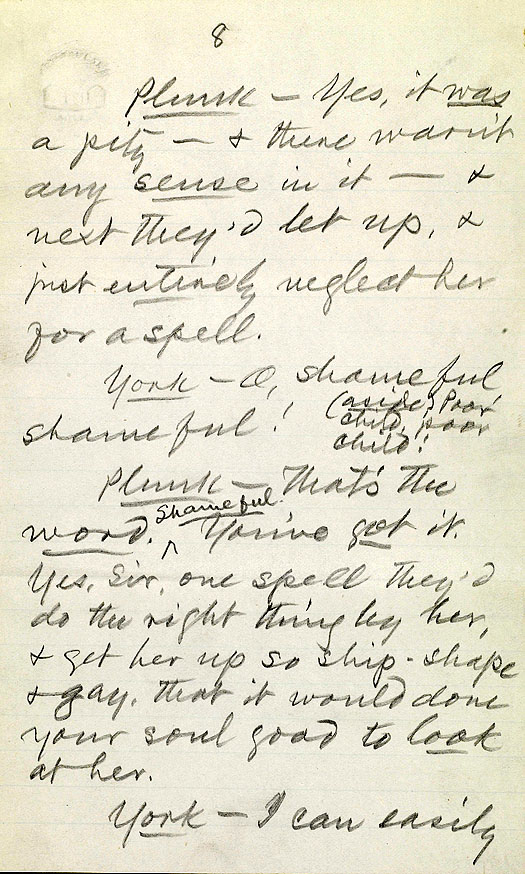 8
Plunk — Yes, it was
a pity — & there warn't
any sense in it — &
next they'd let up, &
just entirely neglect her
for a spell.
York — O, shameful
shameful! (aside) Poor
child, poor
child!
Plunk — That's the
word. Shameful. You've got it.
Yes, Sir, one spell they'd
do the right thing by her,
& get her up so ship-shape
& gay, that it would done
your soul good to look
at her.
York — I can easily